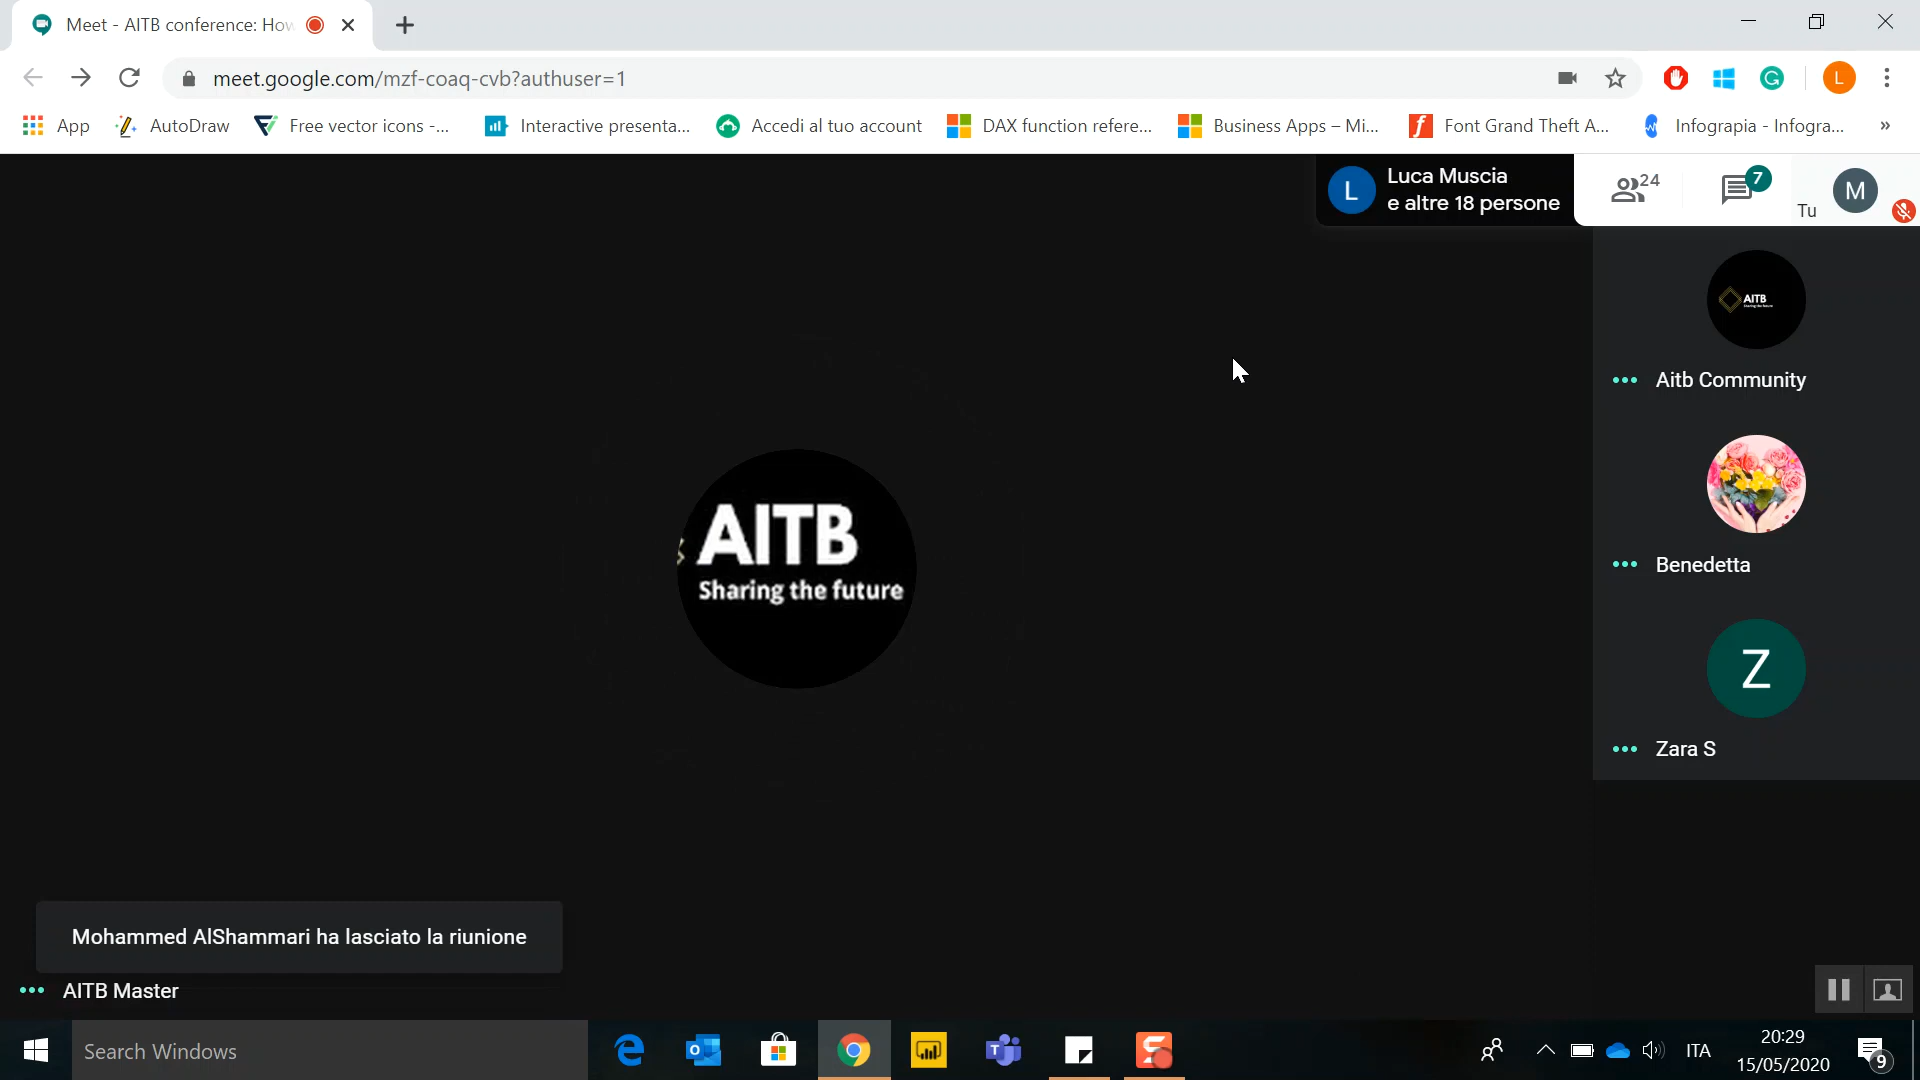 Meet - AITB conference: How
meet.google.com/mzf-coaq-cvb?authuser=1
L
App
AutoDraw
Free vector icons -...
Interactive presenta...
Accedi al tuo account
DAX function refere...
Business Apps – Mi...
Font Grand Theft A...
Infograpia - Infogra...
»
L
Luca Muscia
e altre 18 persone
24
7
Tu
M
AITB
Aitb Community
Benedetta
Z
Zara S
AITB
Sharing the future
Mohammed AlShammari ha lasciato la riunione
AITB Master
Search Windows
ITA
20:29
15/05/2020
9